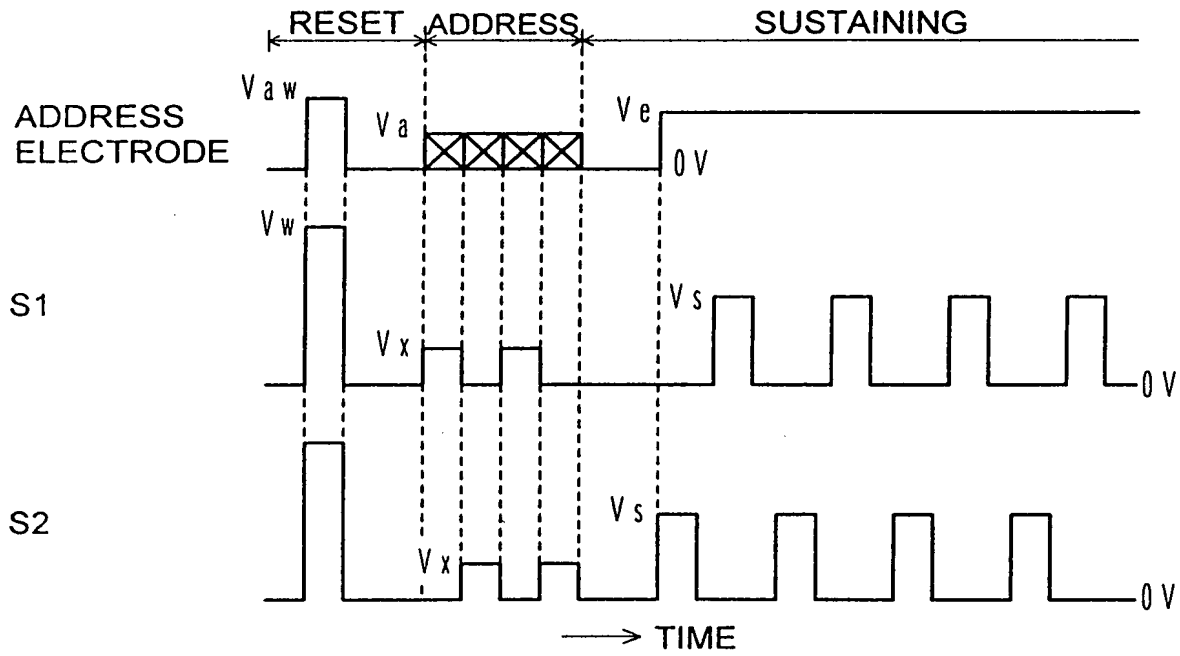 RESET ADDRESS SUSTAINING
Vaw
Va
Ve
ADDRESS
ELECTRODE
0V
Vw
S1
Vs
Vx
0V
S2
Vs
Vx
0V
TIME